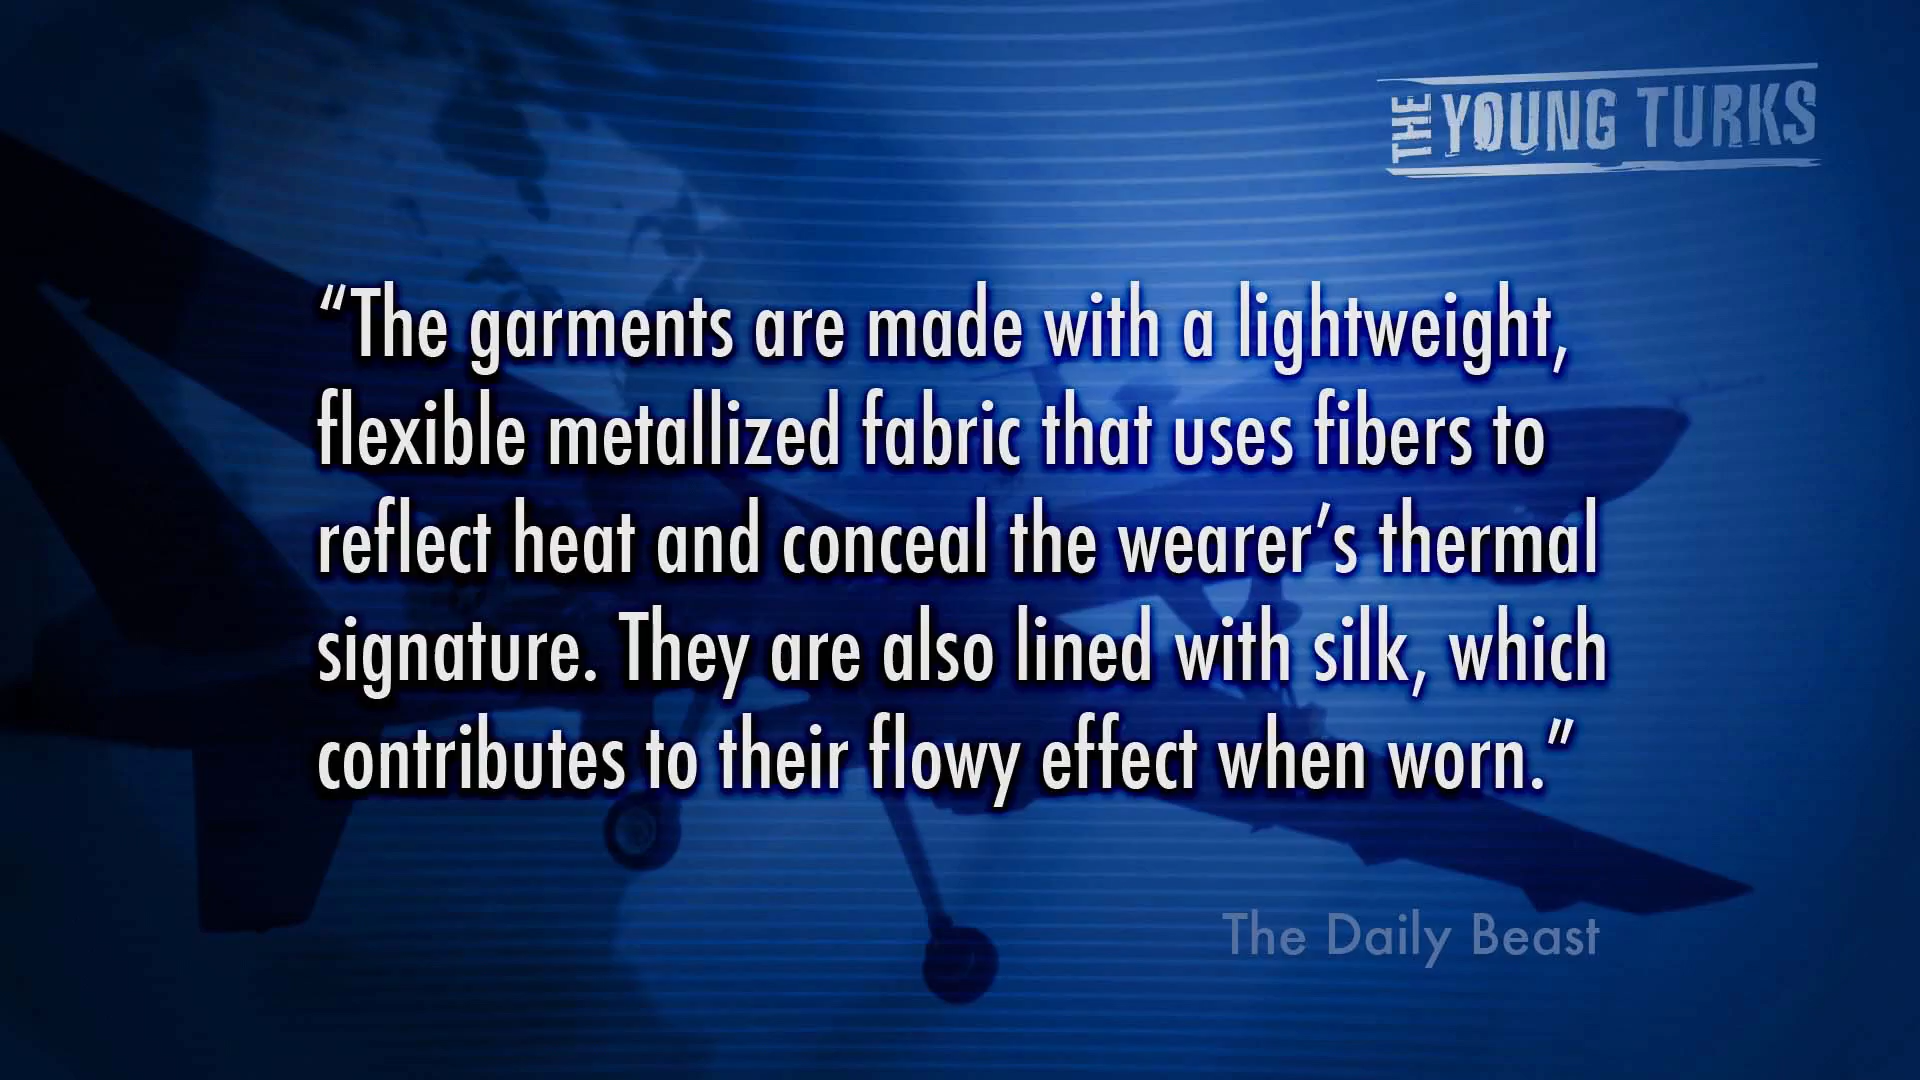 THE YOUNG TURKS
“The garments are made with a lightweight,
flexible metallized fabric that uses fibers to
reflect heat and conceal the wearer’s thermal
signature. They are also lined with silk, which
contributes to their flowy effect when worn.”
The Daily Beast